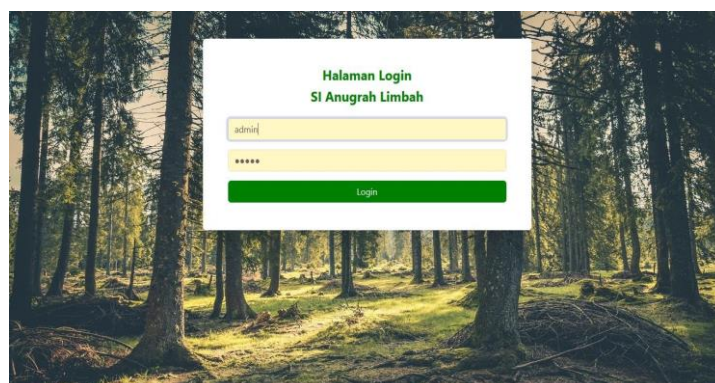 Halaman Login
SI Anugrah Limbah
admin
•••••
Login